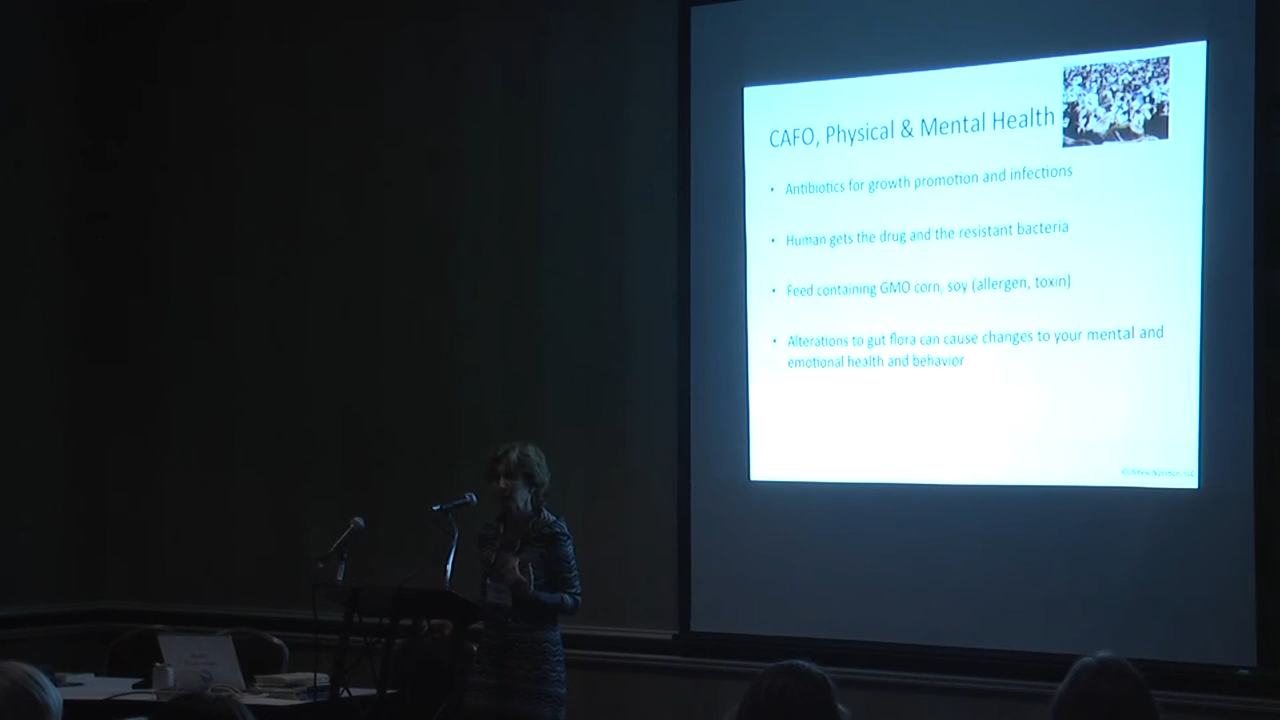 CAFO, Physical & Mental Health
• Antibiotics for growth promotion and infections
• Human gets the drug and the resistant bacteria
• Feed containing GMO corn, soy (allergen, toxin)
• Alterations to gut flora can cause changes to your mental and
emotional health and behavior